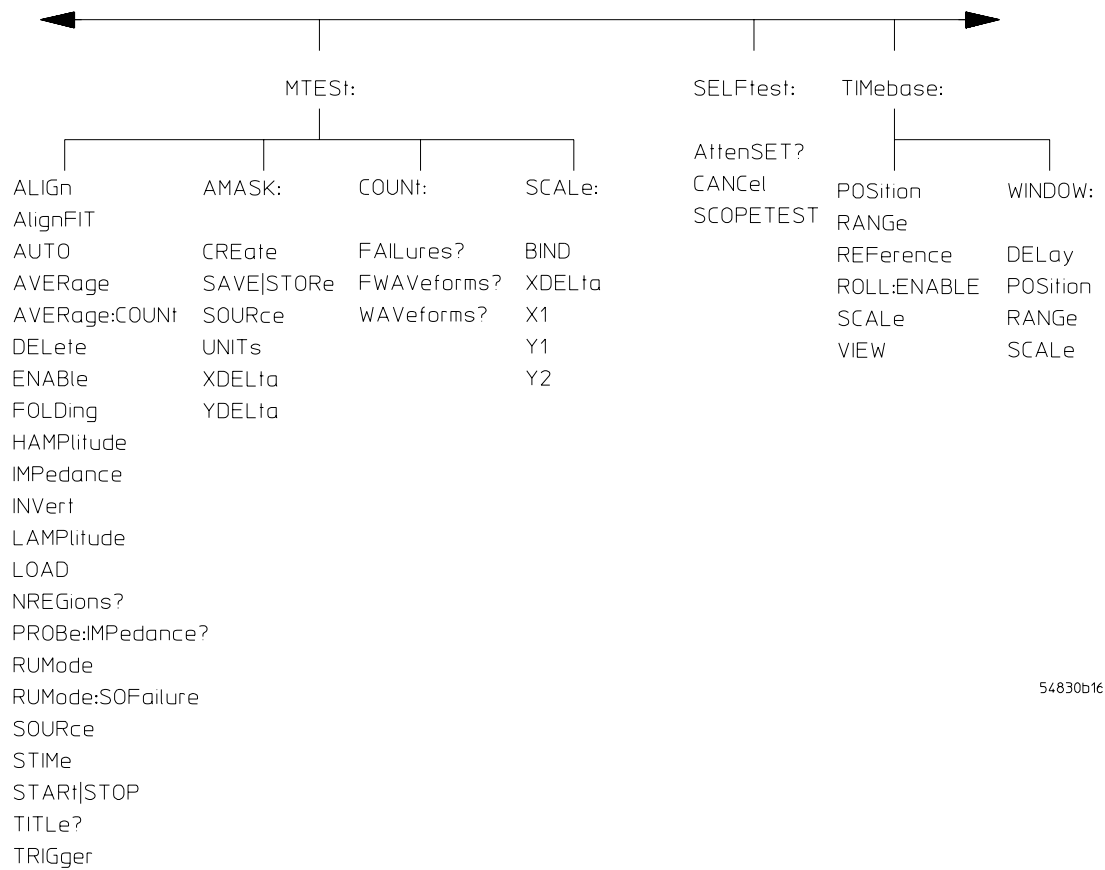 MTESt:
SELFtest:
TIMebase:
ALIGn
AlignFIT
AUTO
AVERage
AVERage:COUNt
DELete
ENABle
FOLDing
HAMPlitude
IMPedance
INVert
LAMPlitude
LOAD
NREGions?
PROBe:IMPedance?
RUMode
RUMode:SOFailure
SOURce
STIMe
STARt|STOP
TITLe?
TRIGger
AMASK:
CREate
SAVE|STORe
SOURce
UNITs
XDELta
YDELta
COUNt:
FAILures?
FWAVeforms?
WAVeforms?
SCALe:
BIND
XDELta
X1
Y1
Y2
AttenSET?
CANCel
SCOPETEST
POSition
RANGe
REFerence
ROLL:ENABLE
SCALe
VIEW
WINDOW:
DELay
POSition
RANGe
SCALe
54830b16